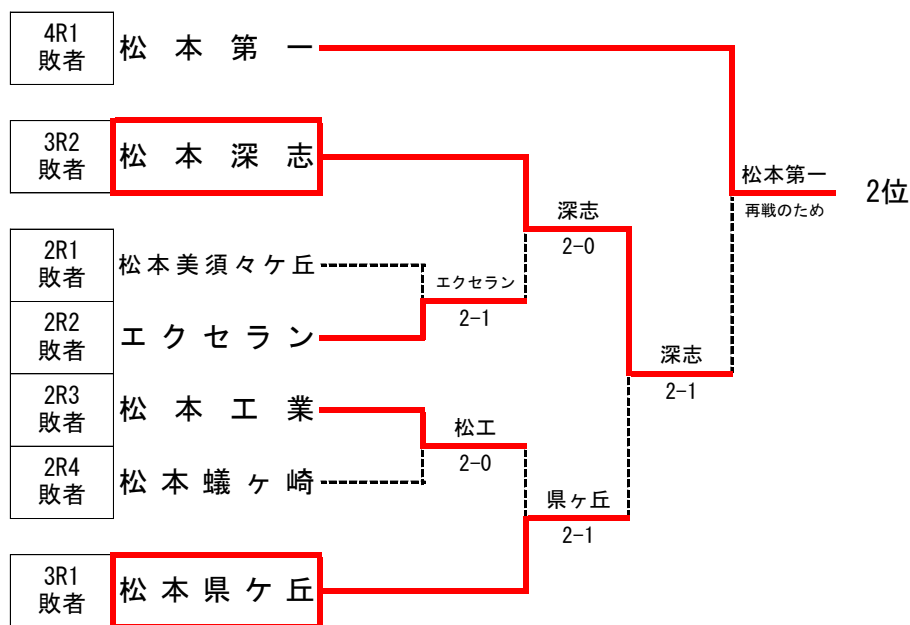 4R1
敗者
松本第一
3R2
敗者
松本深志
松本第一
再戦のため
2位
深志
2-0
2R1
敗者
松本美須々ケ丘
エクセラン
2-1
2R2
敗者
エクセラン
深志
2-1
2R3
敗者
松本工業
松工
2-0
2R4
敗者
松本蟻ヶ崎
県ヶ丘
2-1
3R1
敗者
松本県ケ丘